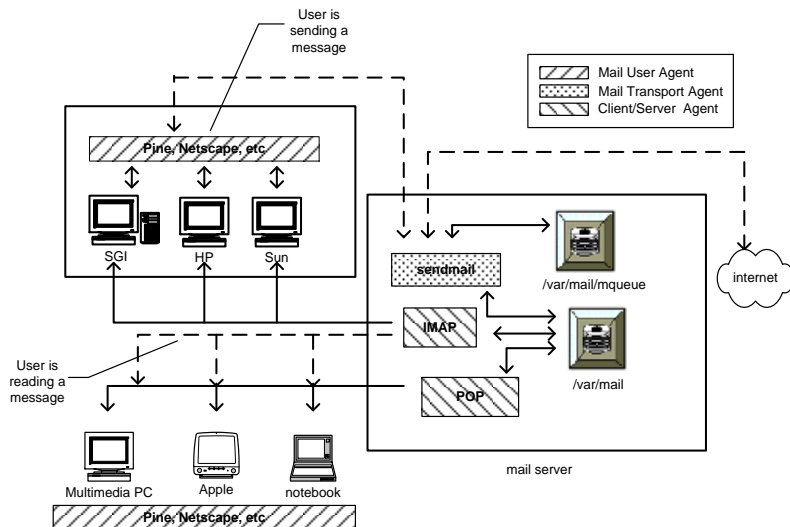 User is
sending a
message
Mail User Agent
Mail Transport Agent
Client/Server Agent
Pine, Netscape, etc
SGI
HP
Sun
sendmail
/var/mail/mqueue
internet
IMAP
User is
reading a
message
/var/mail
POP
mail server
Multimedia PC
Apple
notebook
Pine, Netscape, etc